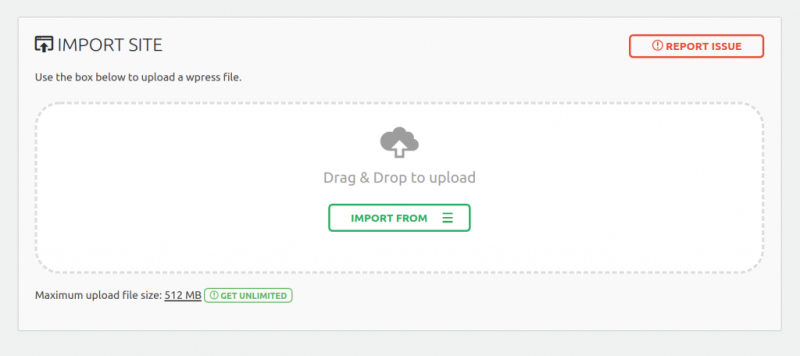 IMPORT SITE
REPORT ISSUE
Use the box below to upload a wpress file.
Drag & Drop to upload
IMPORT FROM
Maximum upload file size: 512 MB GET UNLIMITED